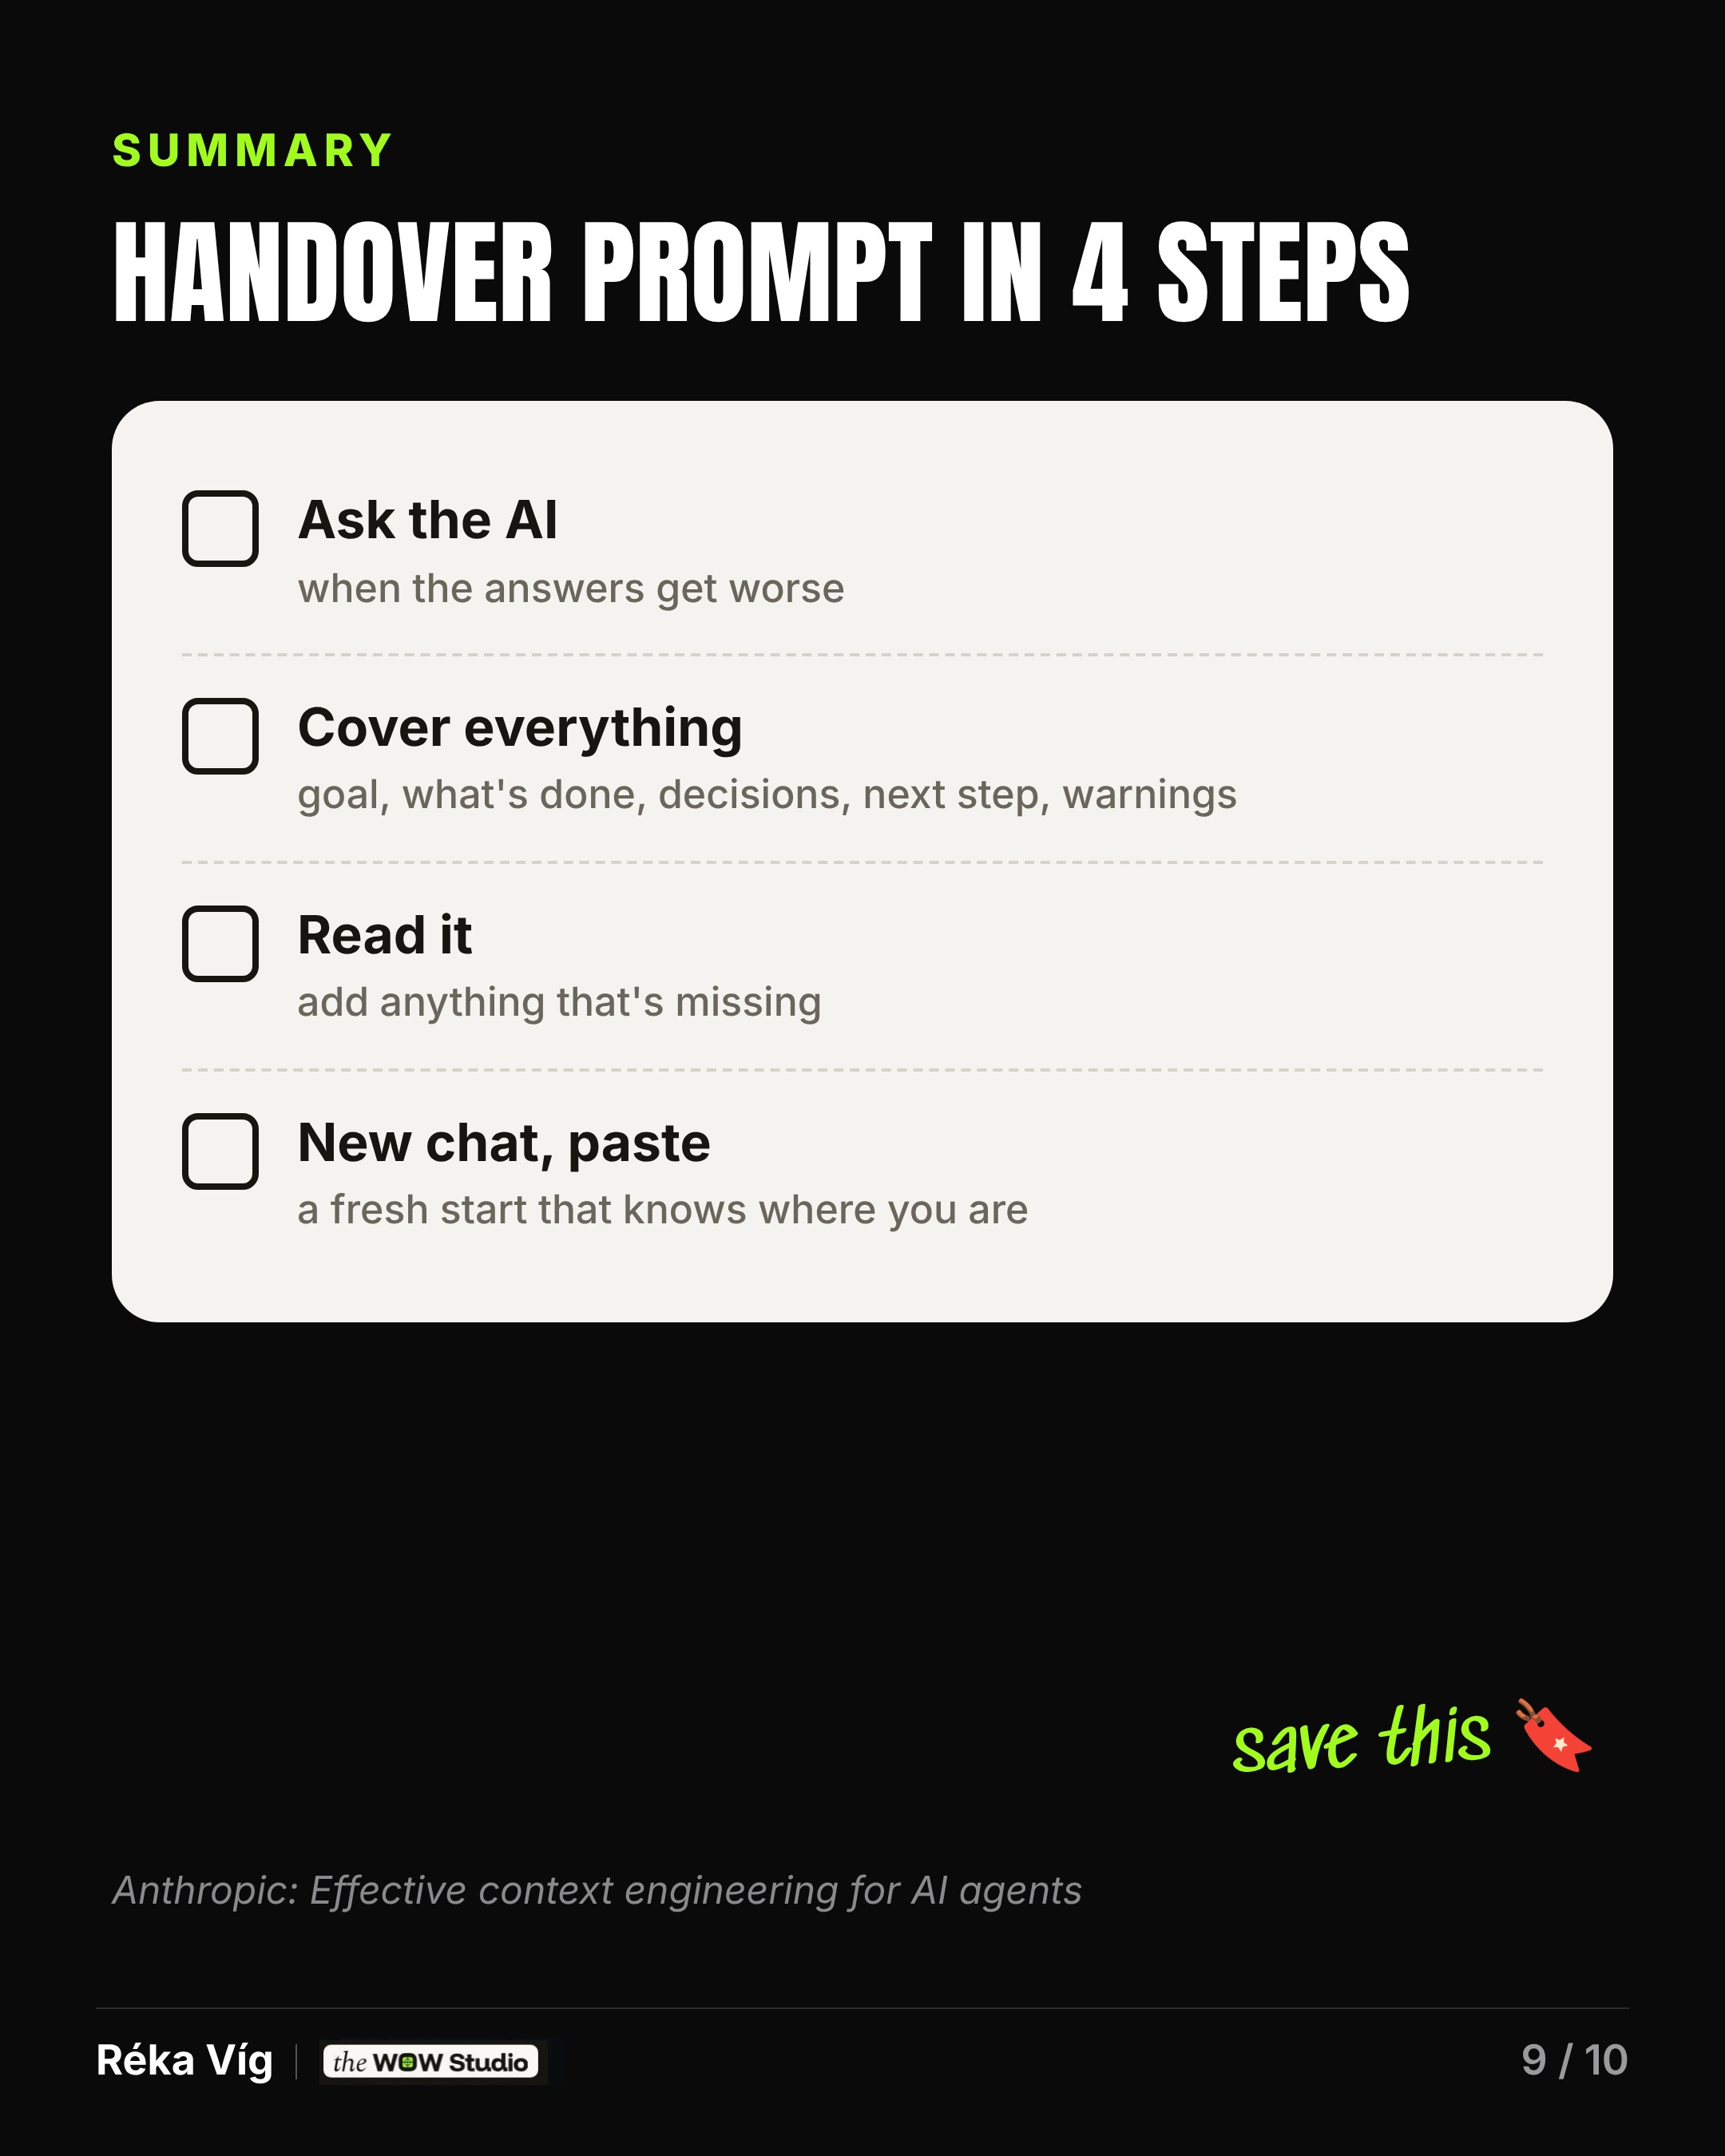 SUMMARY
HANDOVER PROMPT IN 4 STEPS
Ask the AI
when the answers get worse
Cover everything
goal, what's done, decisions, next step, warnings
Read it
add anything that's missing
New chat, paste
a fresh start that knows where you are
save this
Anthropic: Effective context engineering for AI agents
Réka Víg
the WOW Studio
9 / 10